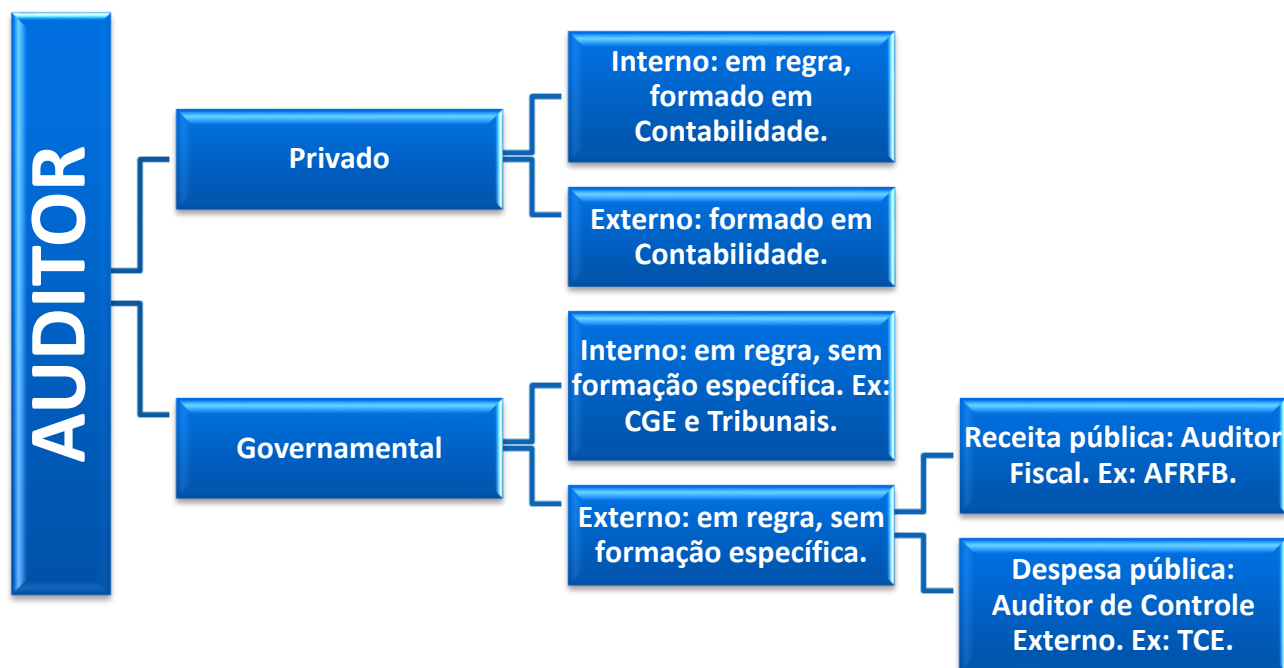 AUDITOR
Privado
Interno: em regra,
formado em
Contabilidade.
Externo: formado em
Contabilidade.
Governamental
Interno: em regra, sem
formação específica. Ex:
CGE e Tribunais.
Externo: em regra, sem
formação específica.
Receita pública: Auditor
Fiscal. Ex: AFRFB.
Despesa pública:
Auditor de Controle
Externo. Ex: TCE.